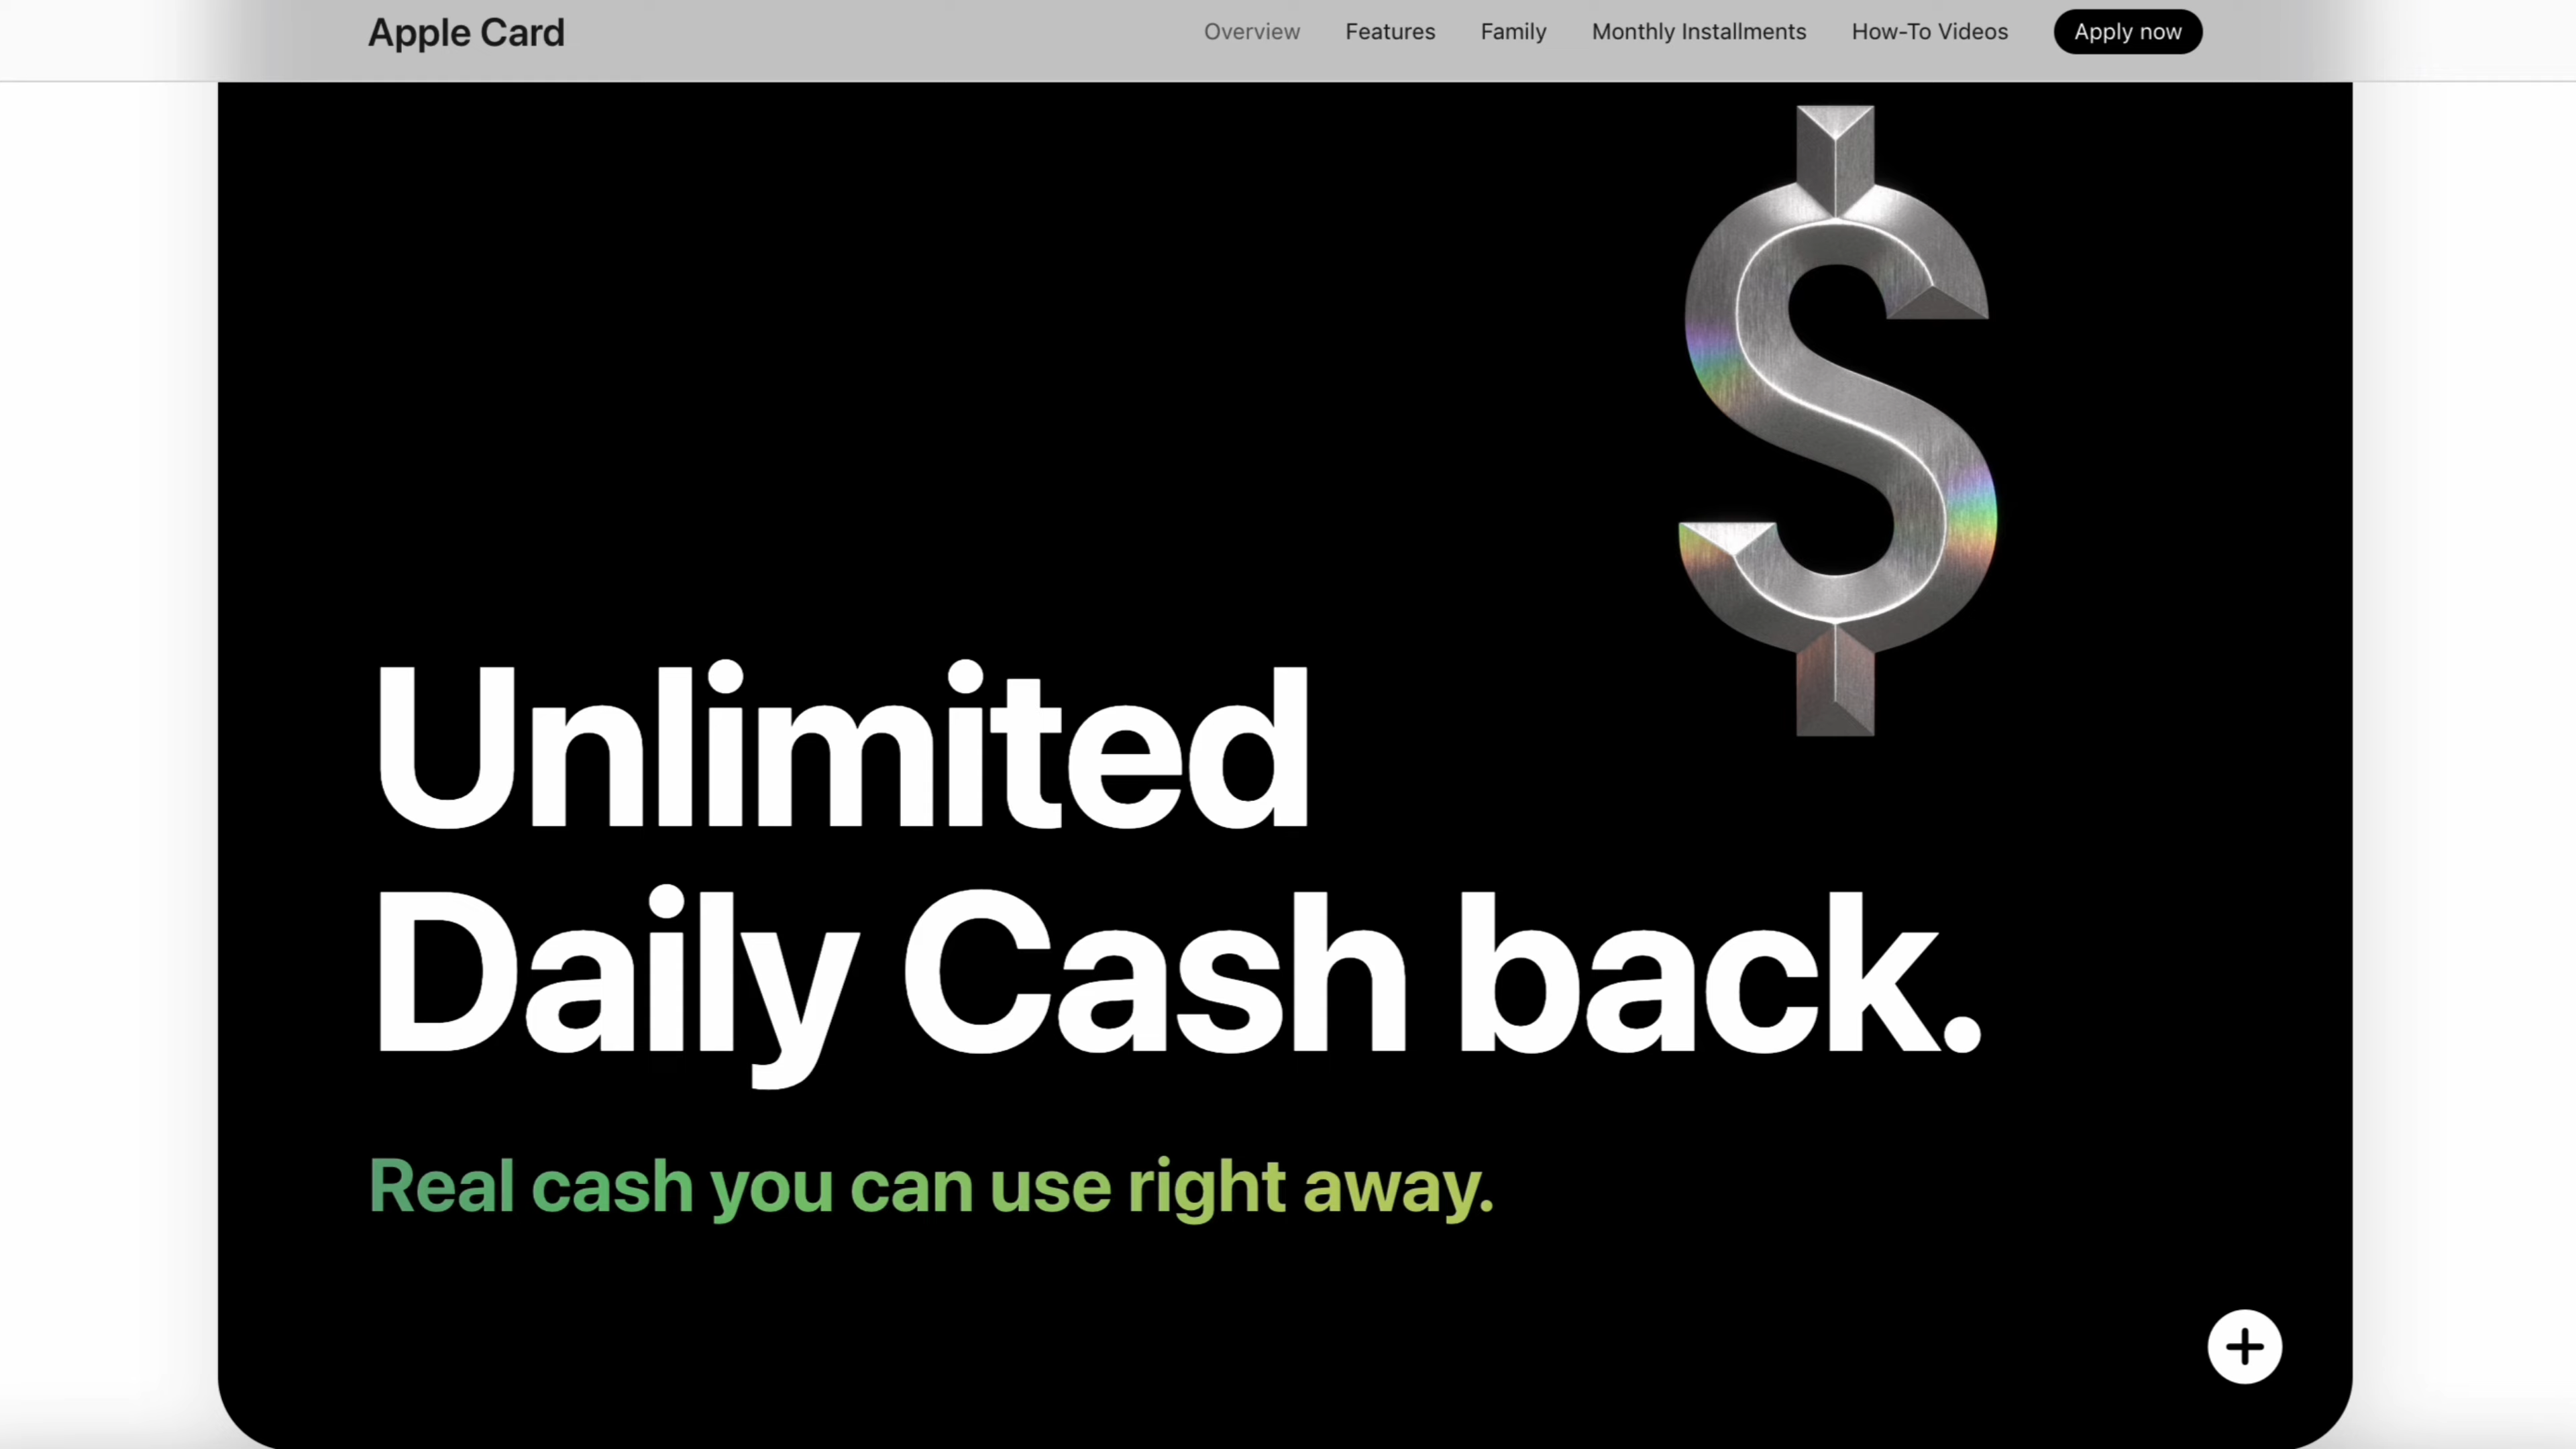 Apple Card
Overview Features Family Monthly Installments How-To Videos Apply now
Unlimited
Daily Cash back.
Real cash you can use right away.